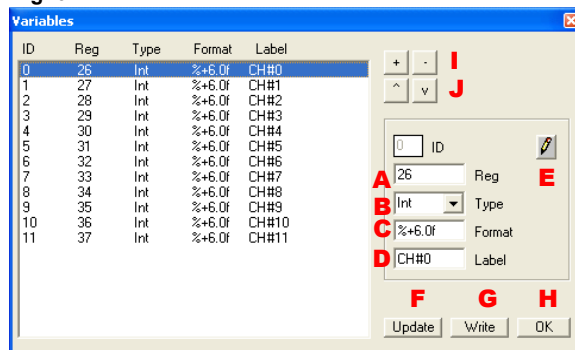 Variables
ID Reg Type Format Label
0 26 Int %+6.0f CH#0
1 27 Int %+6.0f CH#1
2 28 Int %+6.0f CH#2
3 29 Int %+6.0f CH#3
4 30 Int %+6.0f CH#4
5 31 Int %+6.0f CH#5
6 32 Int %+6.0f CH#6
7 33 Int %+6.0f CH#7
8 34 Int %+6.0f CH#8
9 35 Int %+6.0f CH#9
10 36 Int %+6.0f CH#10
11 37 Int %+6.0f CH#11
+ - I
^ v J
0 ID
E
A 26 Reg
B Int Type
C %+6.0f Format
D CH#0 Label
F G H
Update Write OK